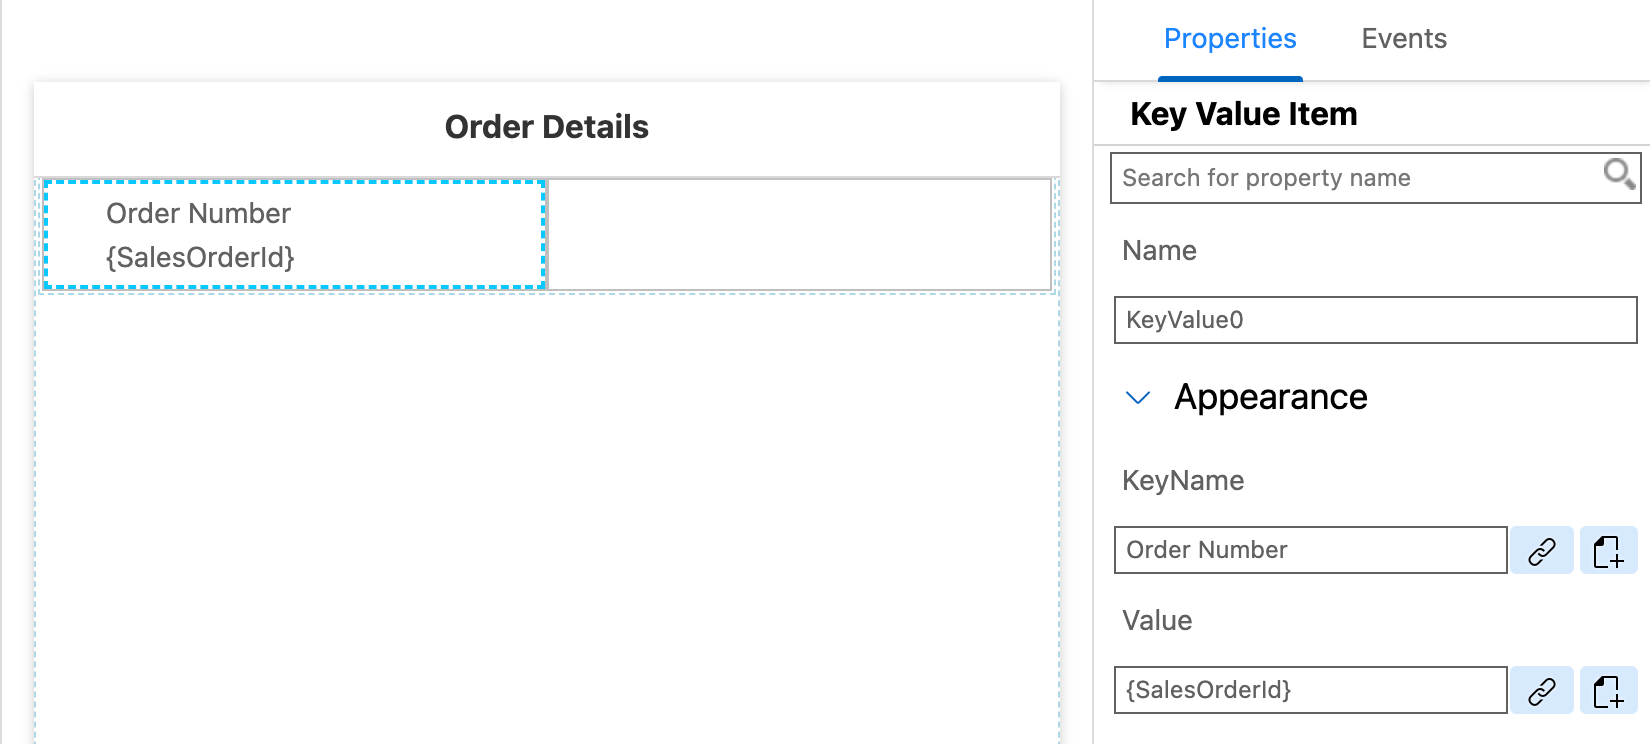 Order Details
Order Number
{SalesOrderId}
Properties
Events
Key Value Item
Search for property name
Name
KeyValue0
Appearance
KeyName
Order Number
Value
{SalesOrderId}